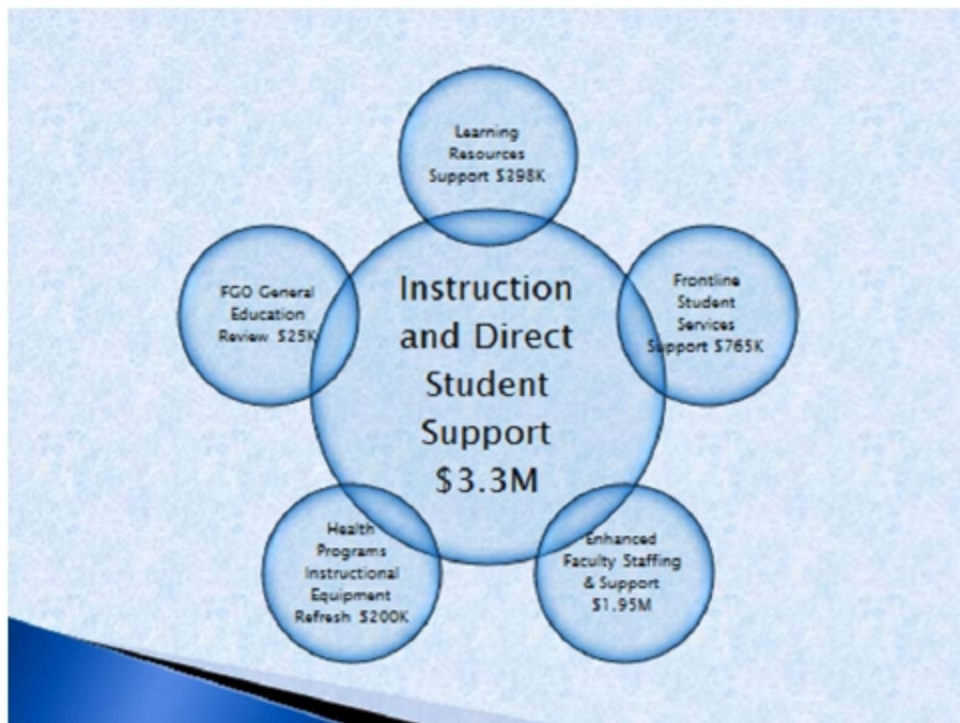 Learning
Resources
Support $398K
Frontline
Student
Services
Support $765K
Enhanced
Faculty Staffing
& Support
$1.95M
Health
Programs
Instructional
Equipment
Refresh $200K
FGO General
Education
Review $25K
Instruction
and Direct
Student
Support
$3.3M